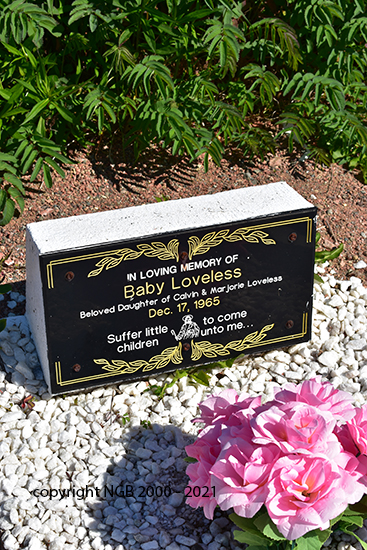 IN LOVING MEMORY OF
Baby Loveless
Beloved Daughter of Calvin & Marjorie Loveless
Dec. 17, 1965
Suffer little to come
children unto me...
copyright NGB 2000 - 2021